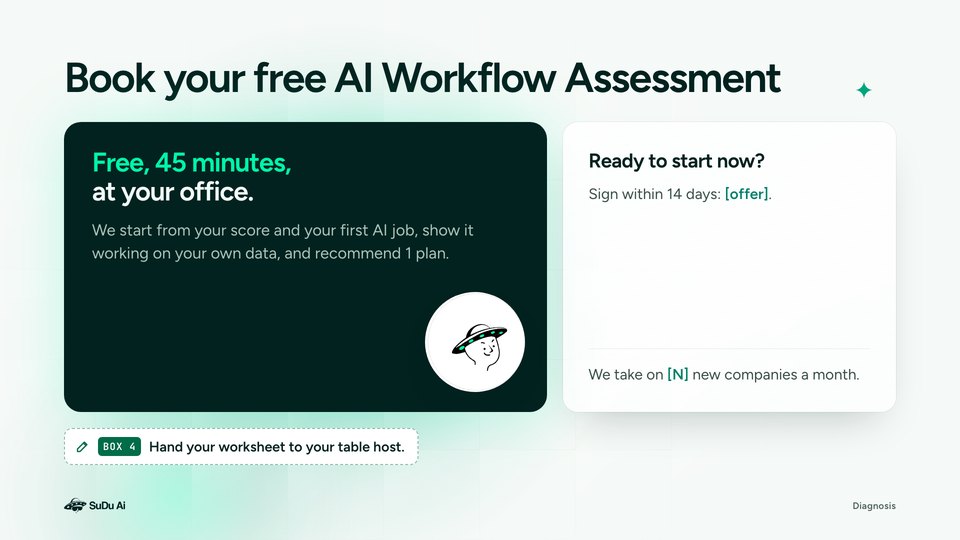 Book your free AI Workflow Assessment
Free, 45 minutes,
at your office.
We start from your score and your first AI job, show it
working on your own data, and recommend 1 plan.
Ready to start now?
Sign within 14 days: [offer].
We take on [N] new companies a month.
BOX 4 Hand your worksheet to your table host.
SuDu Ai
Diagnosis